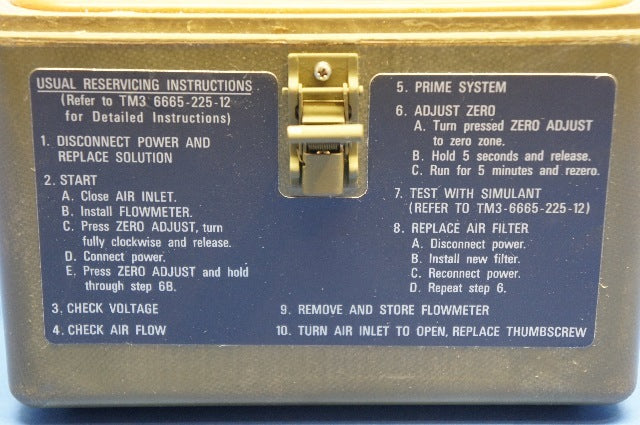 USUAL RESERVICING INSTRUCTIONS
(Refer to TM3 6665-225-12
for Detailed Instructions)
1. DISCONNECT POWER AND
REPLACE SOLUTION
2. START
A. Close AIR INLET.
B. Install FLOWMETER.
C. Press ZERO ADJUST, turn
fully clockwise and release.
D. Connect power.
E. Press ZERO ADJUST and hold
through step 6B.
3. CHECK VOLTAGE
4. CHECK AIR FLOW
5. PRIME SYSTEM
6. ADJUST ZERO
A. Turn pressed ZERO ADJUST
to zero zone.
B. Hold 5 seconds and release.
C. Run for 5 minutes and rezero.
7. TEST WITH SIMULANT
(REFER TO TM3-6665-225-12)
8. REPLACE AIR FILTER
A. Disconnect power.
B. Install new filter.
C. Reconnect power.
D. Repeat step 6.
9. REMOVE AND STORE FLOWMETER
10. TURN AIR INLET TO OPEN, REPLACE THUMBSCREW